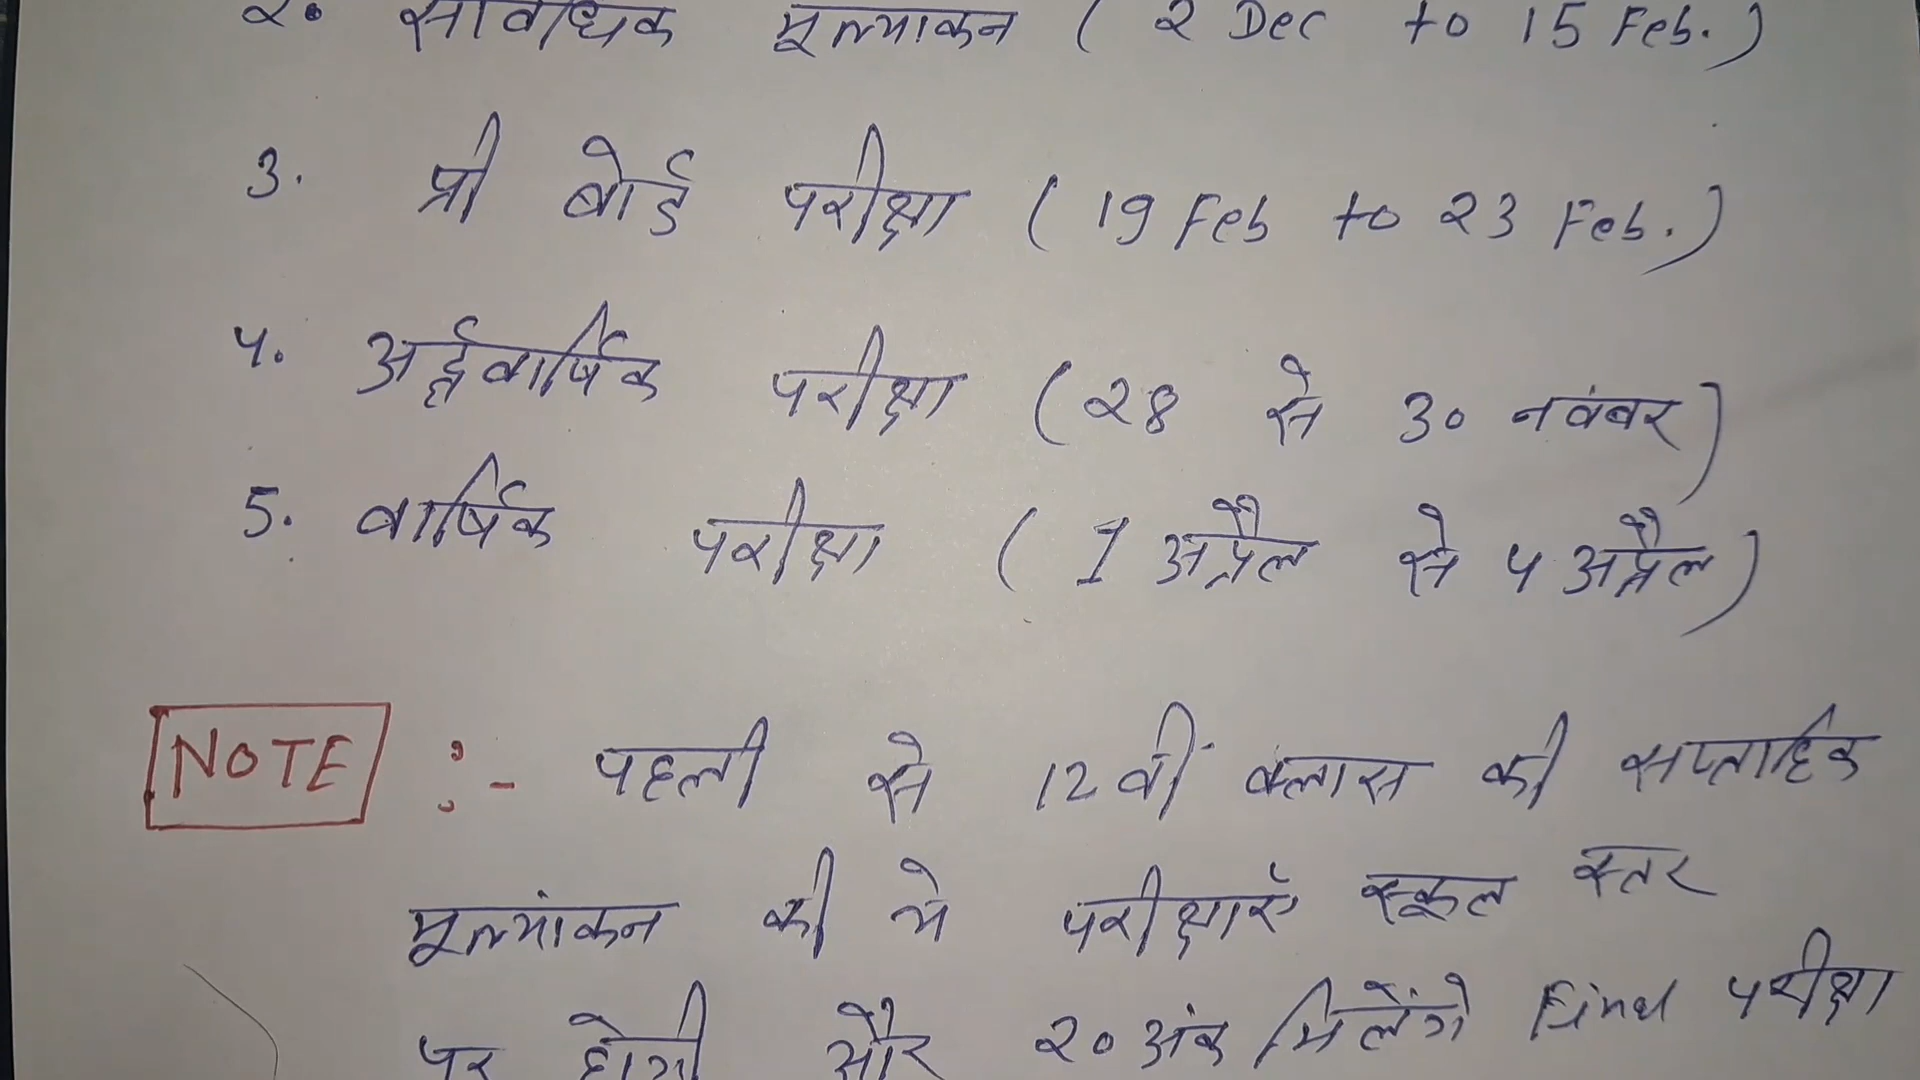 2. सावधिक मूल्यांकन ( 2 Dec to 15 Feb. )
3. प्री बोर्ड परीक्षा ( 19 Feb to 23 Feb. )
4. अर्द्धवार्षिक परीक्षा ( 28 से 30 नवंबर )
5. वार्षिक परीक्षा ( 1 अप्रैल से 4 अप्रैल )
NOTE :- पहली से 12वीं क्लास की सप्ताहिक
मूल्यांकन की ये परीक्षाएं स्कूल स्तर
पर होगी और 20 अंक मिलेंगे Final परीक्षा